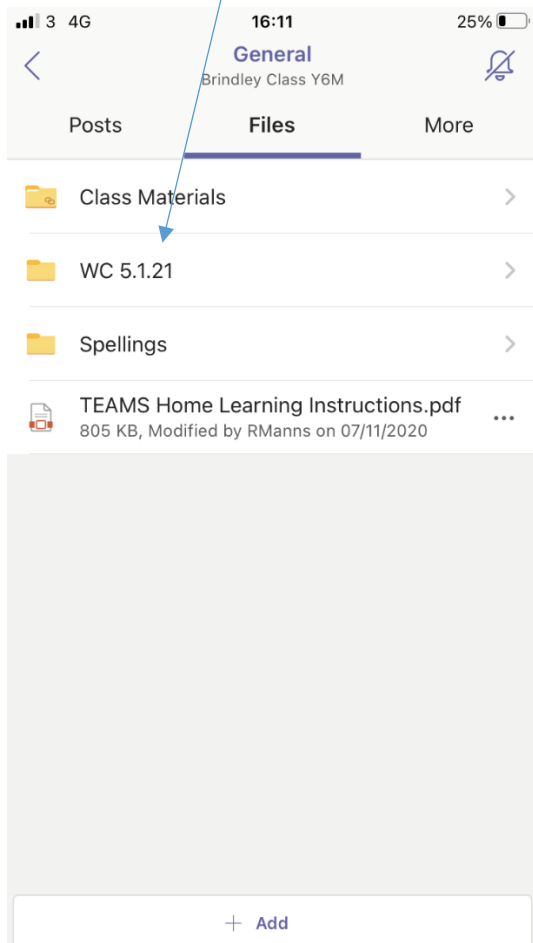 3 4G 16:11 25%
General
Brindley Class Y6M
Posts Files More
Class Materials
WC 5.1.21
Spellings
TEAMS Home Learning Instructions.pdf
805 KB, Modified by RManns on 07/11/2020
+ Add